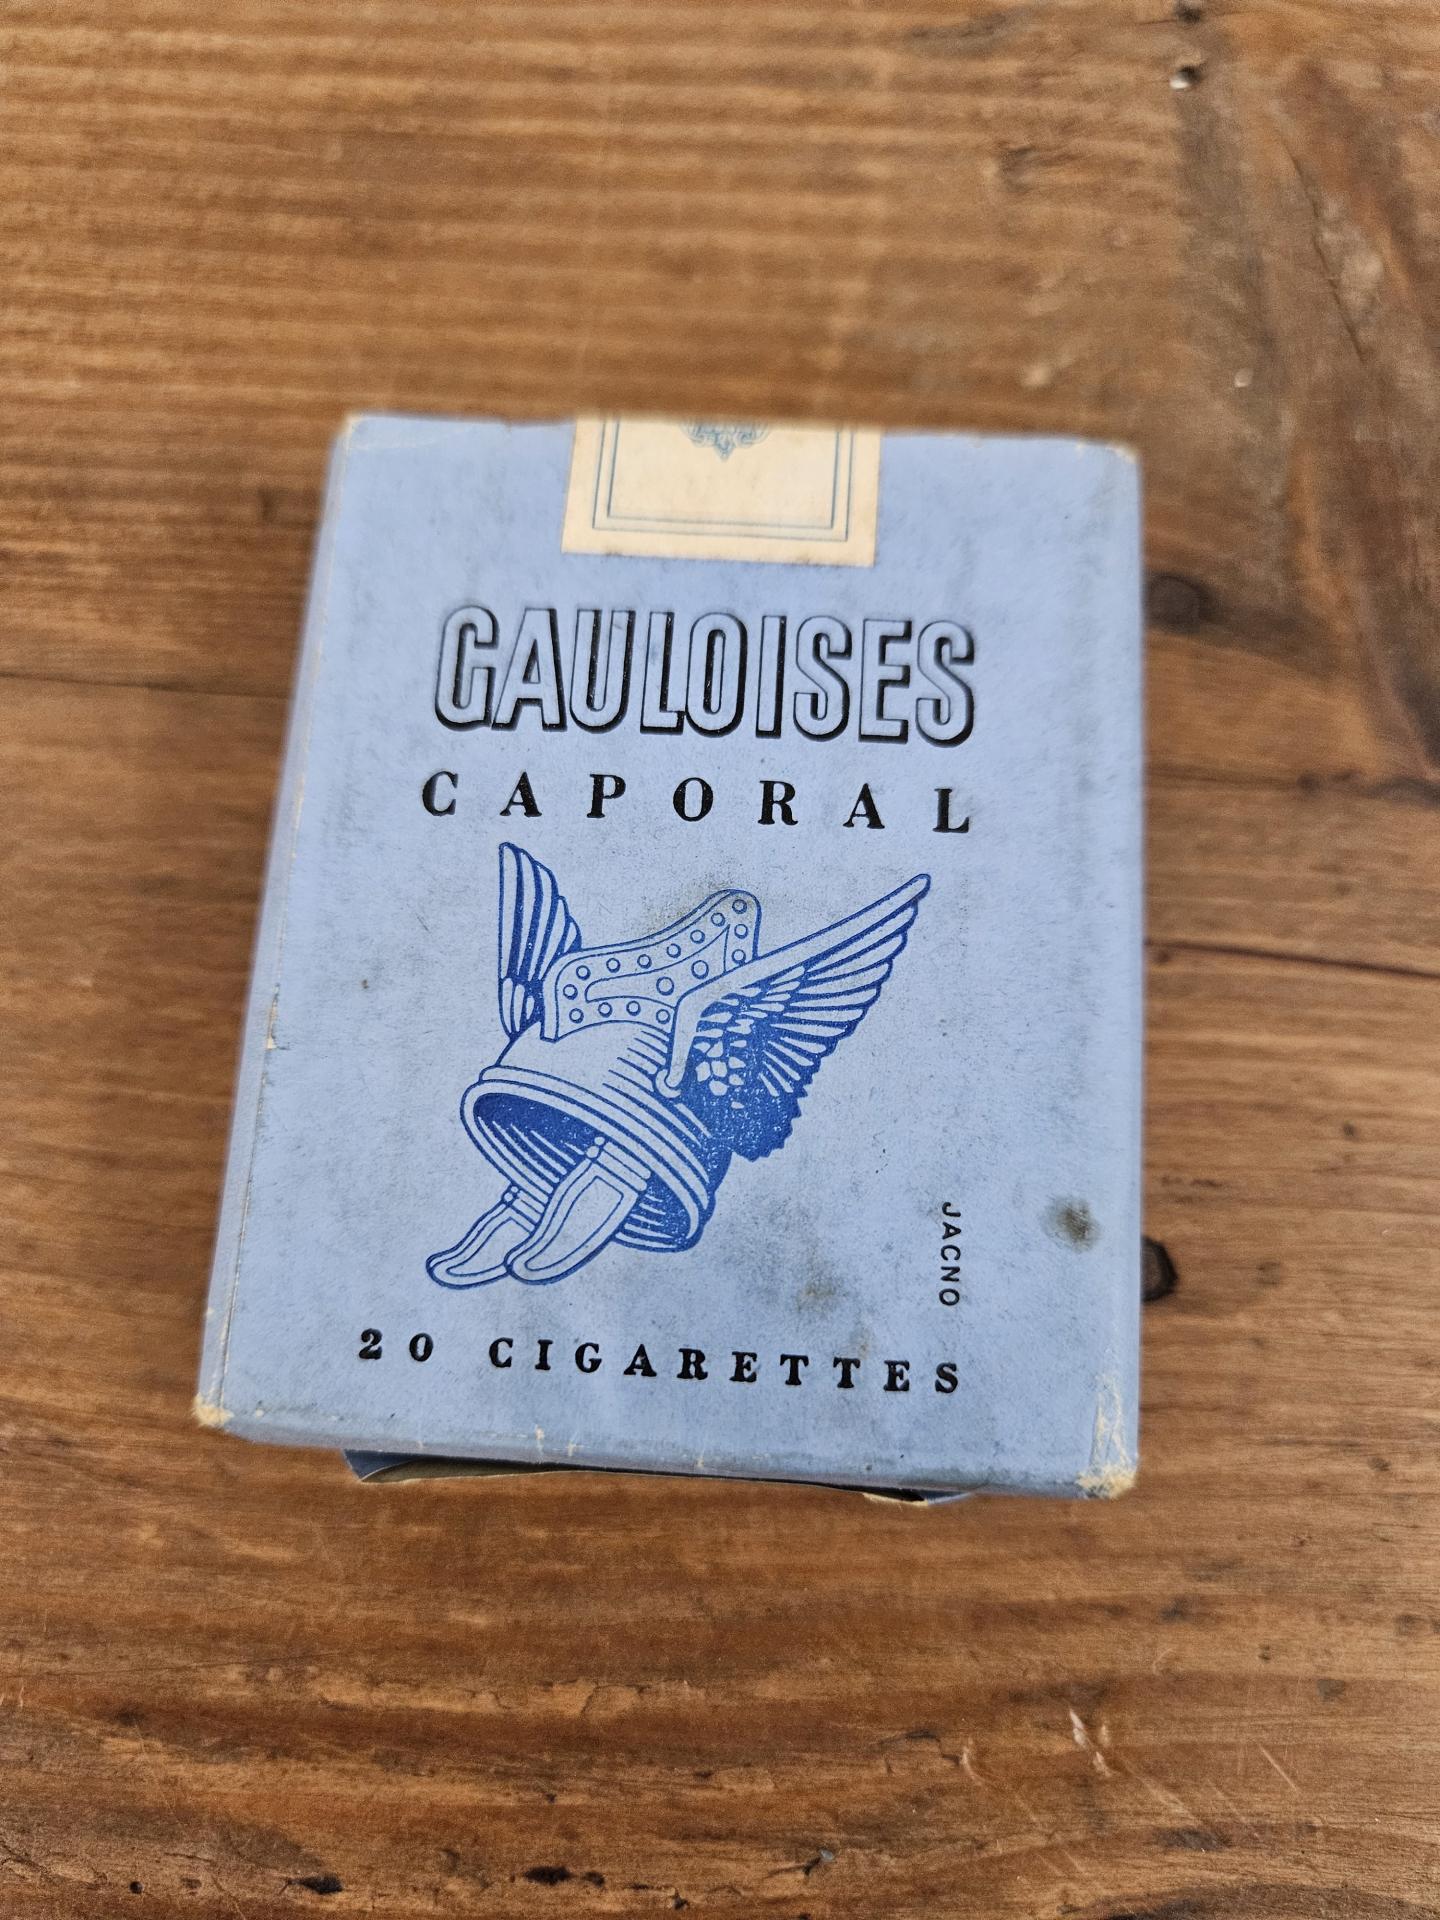 GAULOISES
CAPORAL
JACNO
20 CIGARETTES